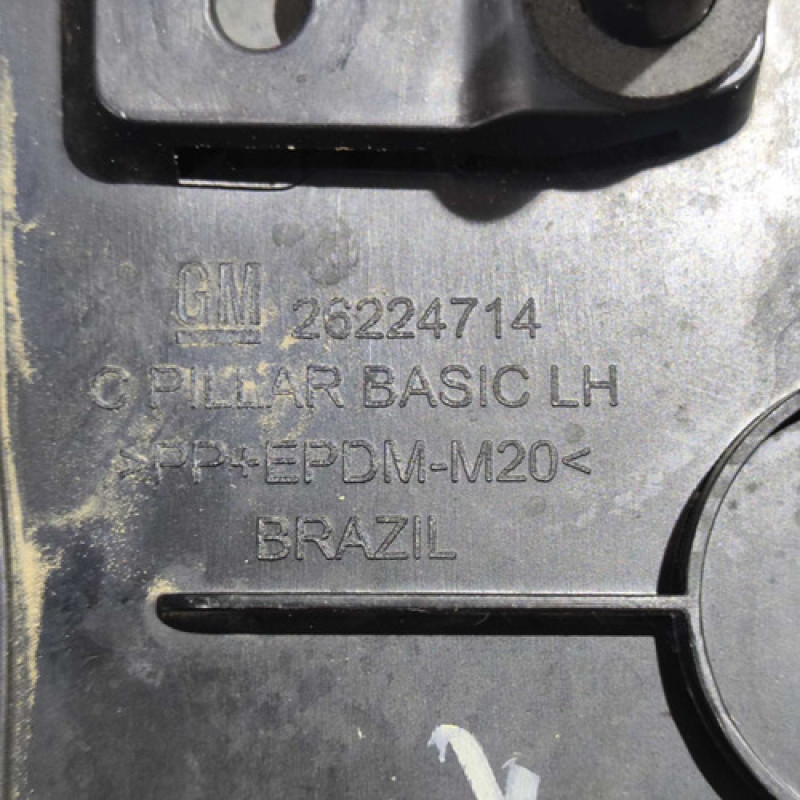 GM 26224714
C PILLAR BASIC LH
>PP+EPDM-M20<
BRAZIL